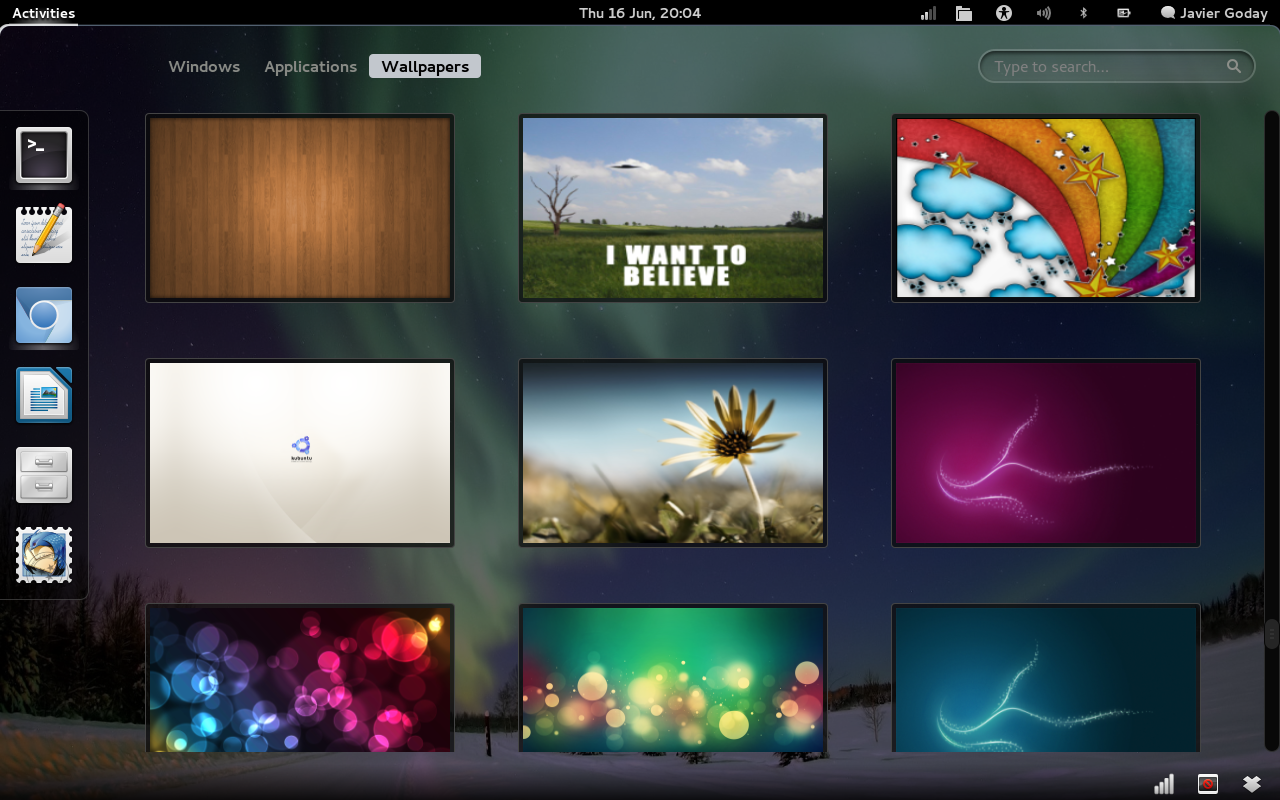 Activities
Thu 16 Jun, 20:04
Javier Goday
Windows
Applications
Wallpapers
Type to search...
>_
I WANT TO
BELIEVE
kubuntu